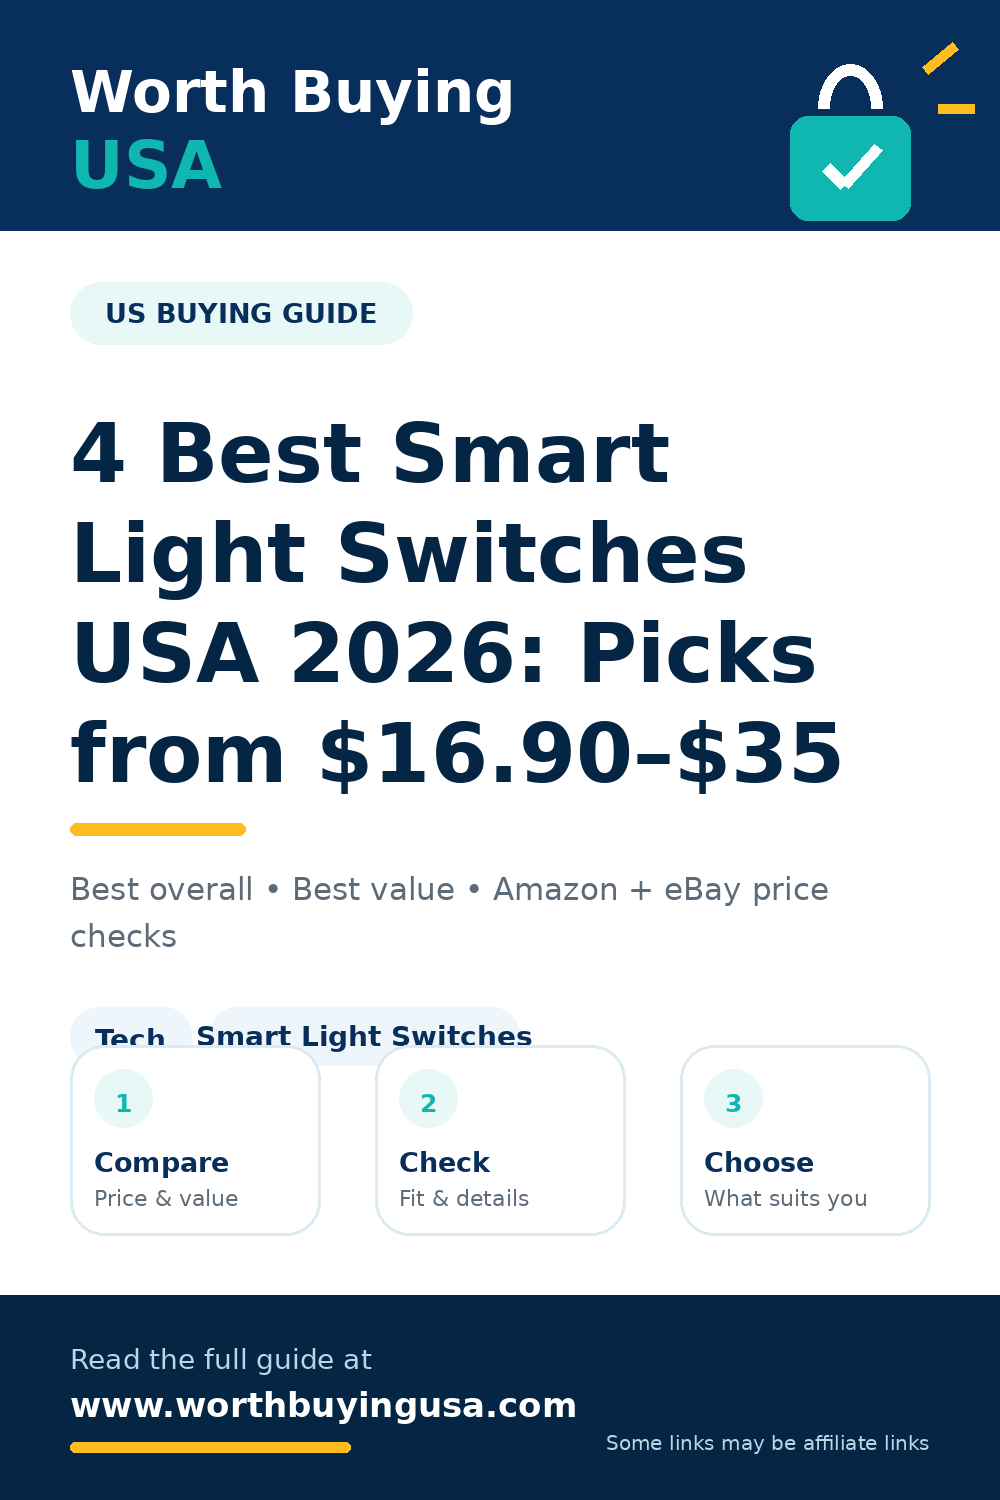 Worth Buying
USA
US BUYING GUIDE
4 Best Smart
Light Switches
USA 2026: Picks
from $16.90–$35
Best overall • Best value • Amazon + eBay price
checks
Tech
Smart Light Switches
1
Compare
Price & value
2
Check
Fit & details
3
Choose
What suits you
Read the full guide at
www.worthbuyingusa.com
Some links may be affiliate links